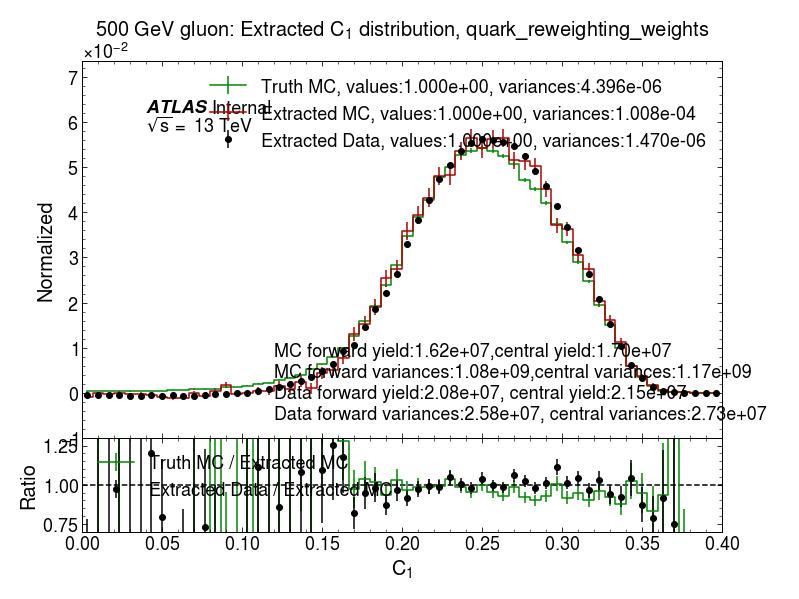 500 GeV gluon: Extracted C₁ distribution, quark_reweighting_weights
×10⁻²
7
6
5
4
3
2
1
0
-1
Normalized
Truth MC, values:1.000e+00, variances:4.396e-06
ATLAS Internal
Extracted MC, values:1.000e+00, variances:1.008e-04
√s = 13 TeV
Extracted Data, values:1.000e+00, variances:1.470e-06
MC forward yield:1.62e+07,central yield:1.70e+07
MC forward variances:1.08e+09,central variances:1.17e+09
Data forward yield:2.08e+07, central yield:2.15e+07
Data forward variances:2.58e+07, central variances:2.73e+07
1.25
1.00
0.75
Ratio
Truth MC / Extracted MC
Extracted Data / Extracted MC
0.00 0.05 0.10 0.15 0.20 0.25 0.30 0.35 0.40
C₁